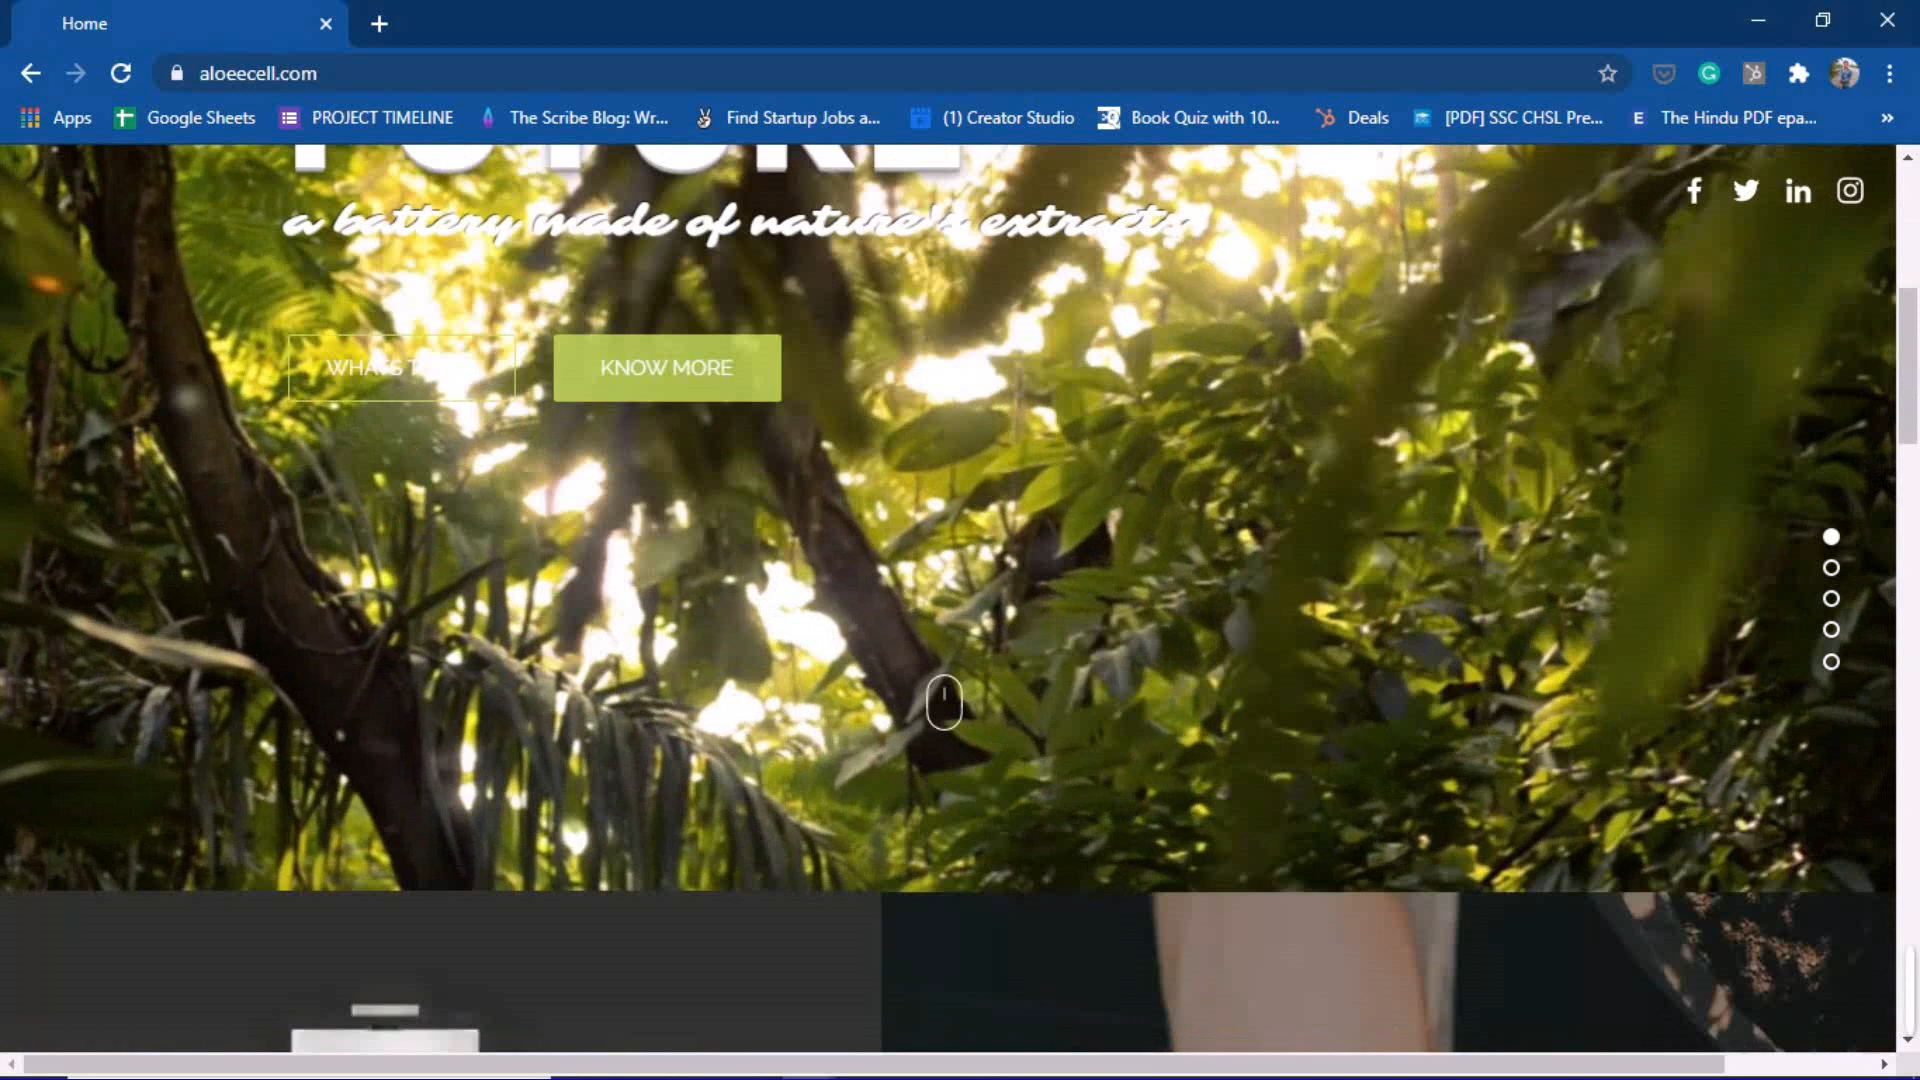 Home
aloeecell.com
Apps
Google Sheets
PROJECT TIMELINE
The Scribe Blog: Wr...
Find Startup Jobs a...
(1) Creator Studio
Book Quiz with 10...
Deals
[PDF] SSC CHSL Pre...
The Hindu PDF epa...
a battery made of nature's extracts
WHATS
KNOW MORE